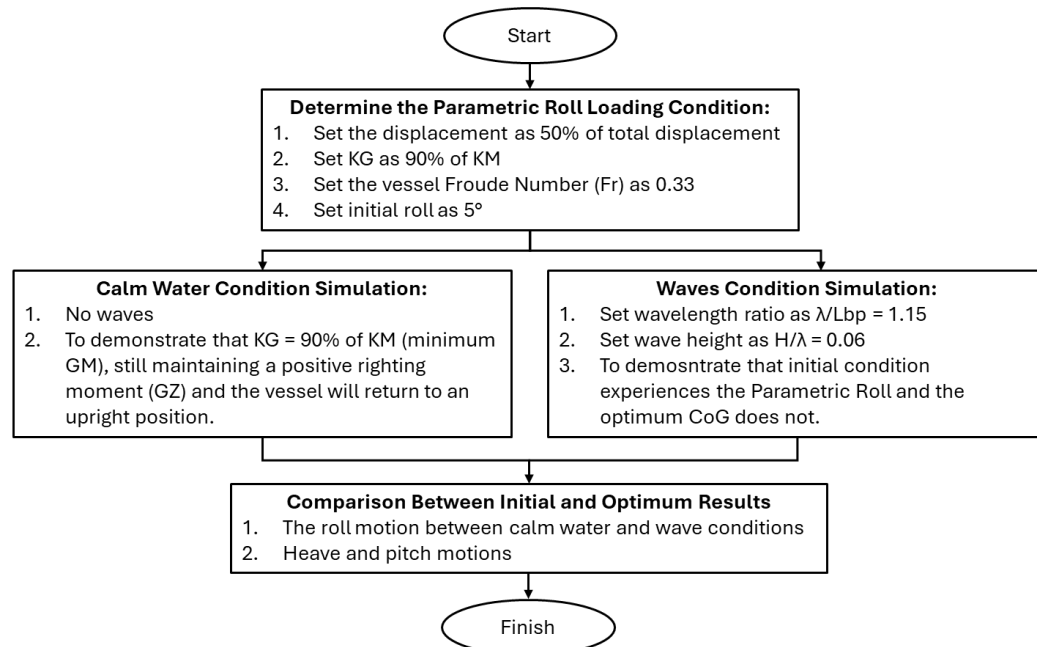 Start
Determine the Parametric Roll Loading Condition:
1. Set the displacement as 50% of total displacement
2. Set KG as 90% of KM
3. Set the vessel Froude Number (Fr) as 0.33
4. Set initial roll as 5°
Calm Water Condition Simulation:
1. No waves
2. To demonstrate that KG = 90% of KM (minimum
GM), still maintaining a positive righting
moment (GZ) and the vessel will return to an
upright position.
Waves Condition Simulation:
1. Set wavelength ratio as λ/Lbp = 1.15
2. Set wave height as H/λ = 0.06
3. To demosntrate that initial condition
experiences the Parametric Roll and the
optimum CoG does not.
Comparison Between Initial and Optimum Results
1. The roll motion between calm water and wave conditions
2. Heave and pitch motions
Finish